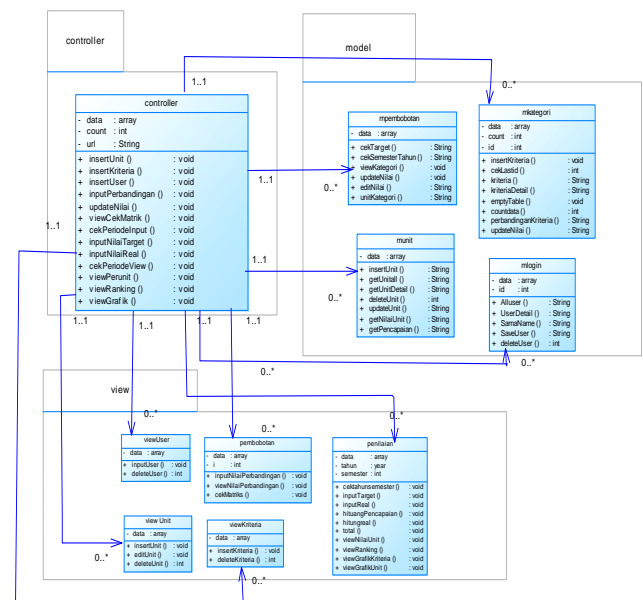 controller
model
1..1
0..*
controller
- data : array
- count : int
- url : String
+ insertUnit () : void
+ insertKriteria () : void
+ insertUser () : void
+ inputPerbandingan () : void
+ updateNilai () : void
+ viewCekMatrik () : void
+ cekPeriodeInput () : void
+ inputNilaiTarget () : void
+ inputNilaiReal () : void
+ cekPeriodeView () : void
+ viewPerunit () : void
+ viewRanking () : void
+ viewGrafik () : void
mpembobotan
- data : array
+ cekTarget () : String
+ cekSemesterTahun () : String
+ viewKategori () : void
+ updateNilai () : void
+ editNilai () : String
+ unitKategori () : String
mkategori
- data : array
- count : int
- id : int
+ insertKriteria () : void
+ cekLastid () : int
+ kriteria () : String
+ kriteriaDetail () : String
+ emptyTable () : void
+ countdata () : int
+ perbandinganKriteria () : String
+ updateNilai () : String
1..1
0..*
1..1
1..1
0..*
munit
- data : array
+ insertUnit () : String
+ getUnitall () : String
+ getUnitDetail () : String
+ deleteUnit () : int
+ updateUnit () : String
+ getNilaiUnit () : String
+ getPencapaian () : String
mlogin
- data : array
- id : int
+ Alluser () : String
+ UserDetail () : String
+ SamaName () : String
+ SaveUser () : String
+ deleteUser () : int
1..1
1..1
1..1
1..1
0..*
view
0..*
0..*
0..*
viewUser
- data : array
+ inputUser () : void
+ deleteUser () : int
pembobotan
- data : array
- i : int
+ inputNilaiPerbandingan () : void
+ viewNilaiPerbandingan () : void
+ cekMatriks () : void
penilaian
- data : array
- tahun : year
- semester : int
+ cektahunsemester () : void
+ inputTarget () : void
+ inputReal () : void
+ hituangPencapaian () : void
+ hitungreal () : void
+ total () : void
+ viewNilaiUnit () : void
+ viewRanking () : void
+ viewGrafikKriteria () : void
+ viewGrafikUnit () : void
view Unit
- data : array
+ insertUnit () : void
+ editUnit () : void
+ deleteUnit () : int
viewKriteria
- data : array
+ insertKriteria () : void
+ deleteKriteria () : int
0..*
0..*